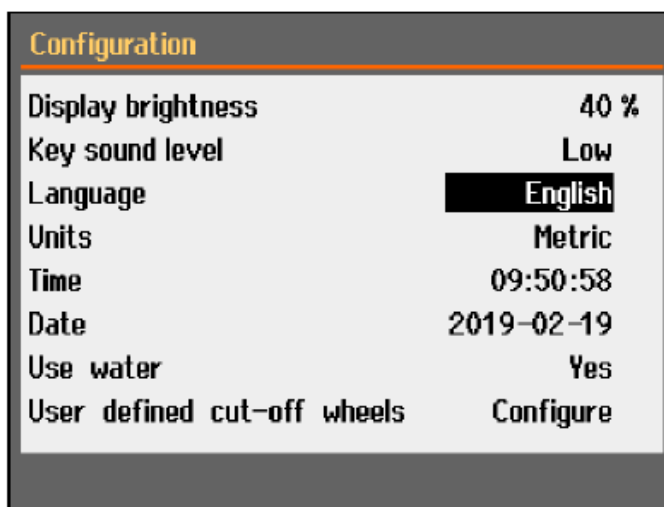 Configuration
Display brightness 40 %
Key sound level Low
Language English
Units Metric
Time 09:50:58
Date 2019-02-19
Use water Yes
User defined cut-off wheels Configure